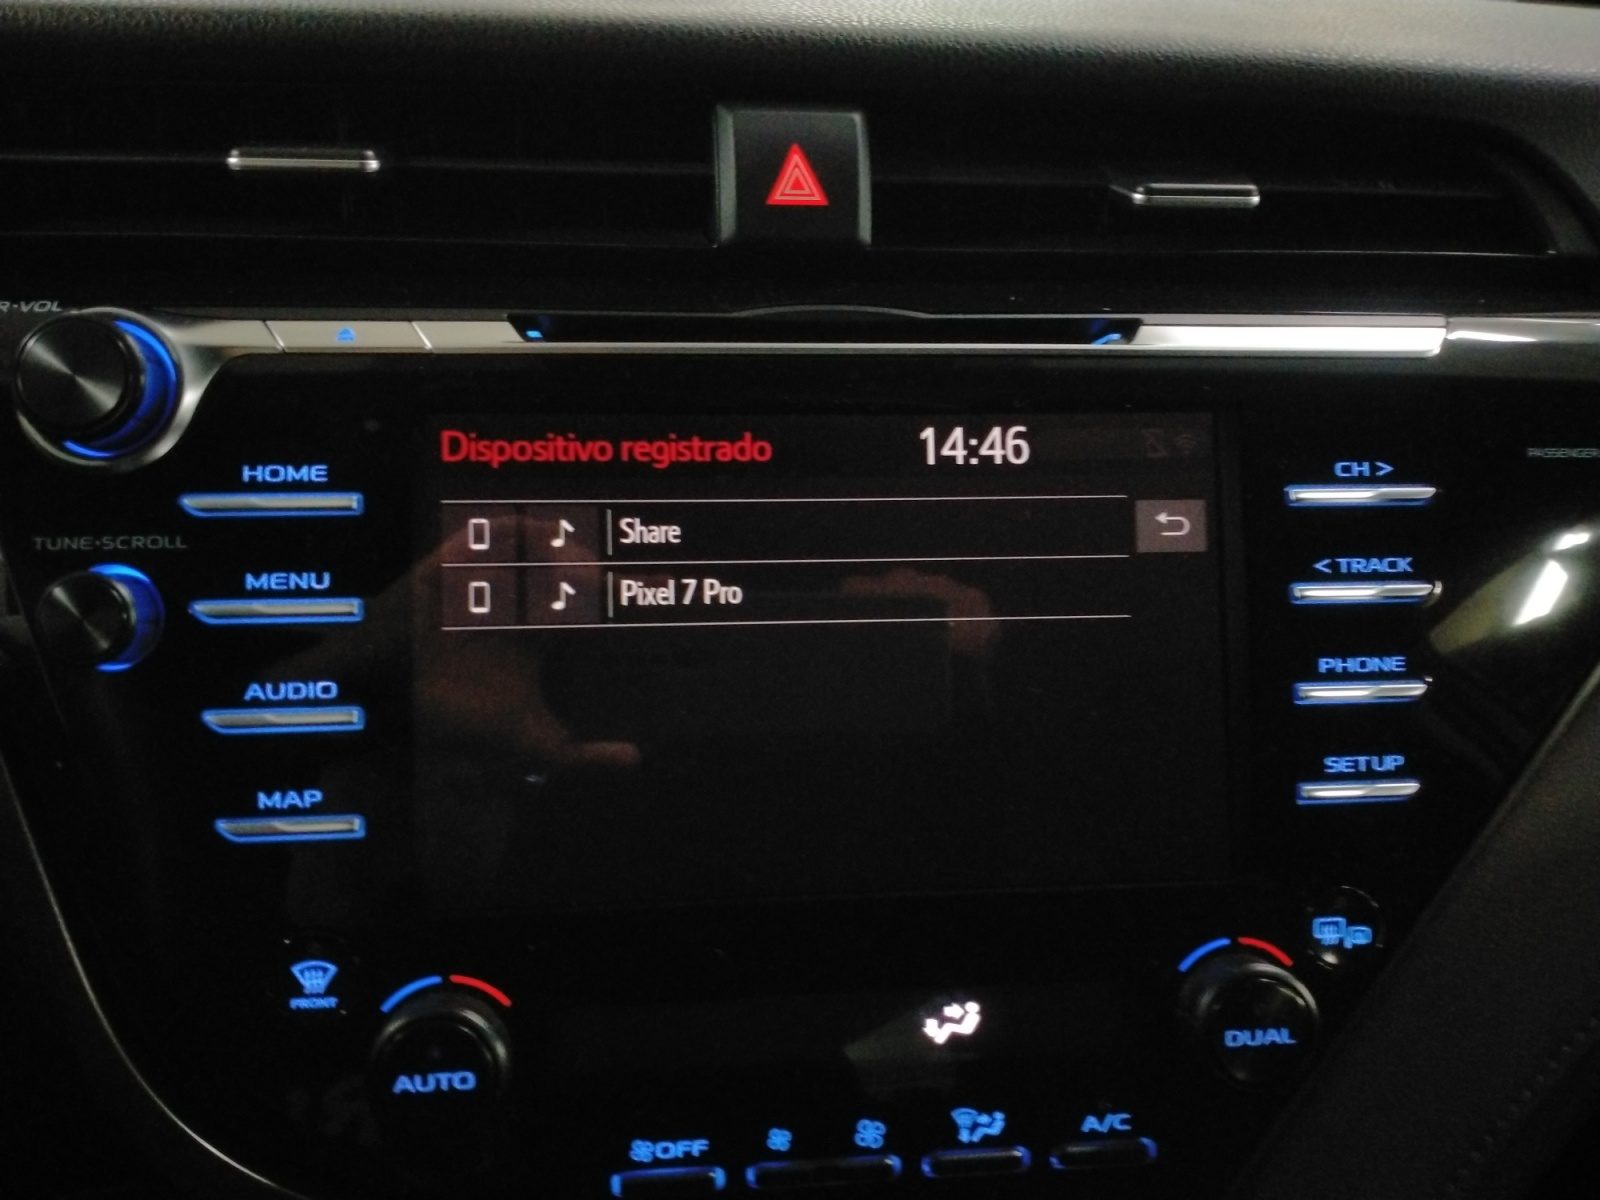 R•VOL
Dispositivo registrado
14:46
HOME
CH >
Share
TUNE•SCROLL
< TRACK
MENU
Pixel 7 Pro
PHONE
AUDIO
SETUP
MAP
FRONT
DUAL
AUTO
OFF
A/C
PASSENGER